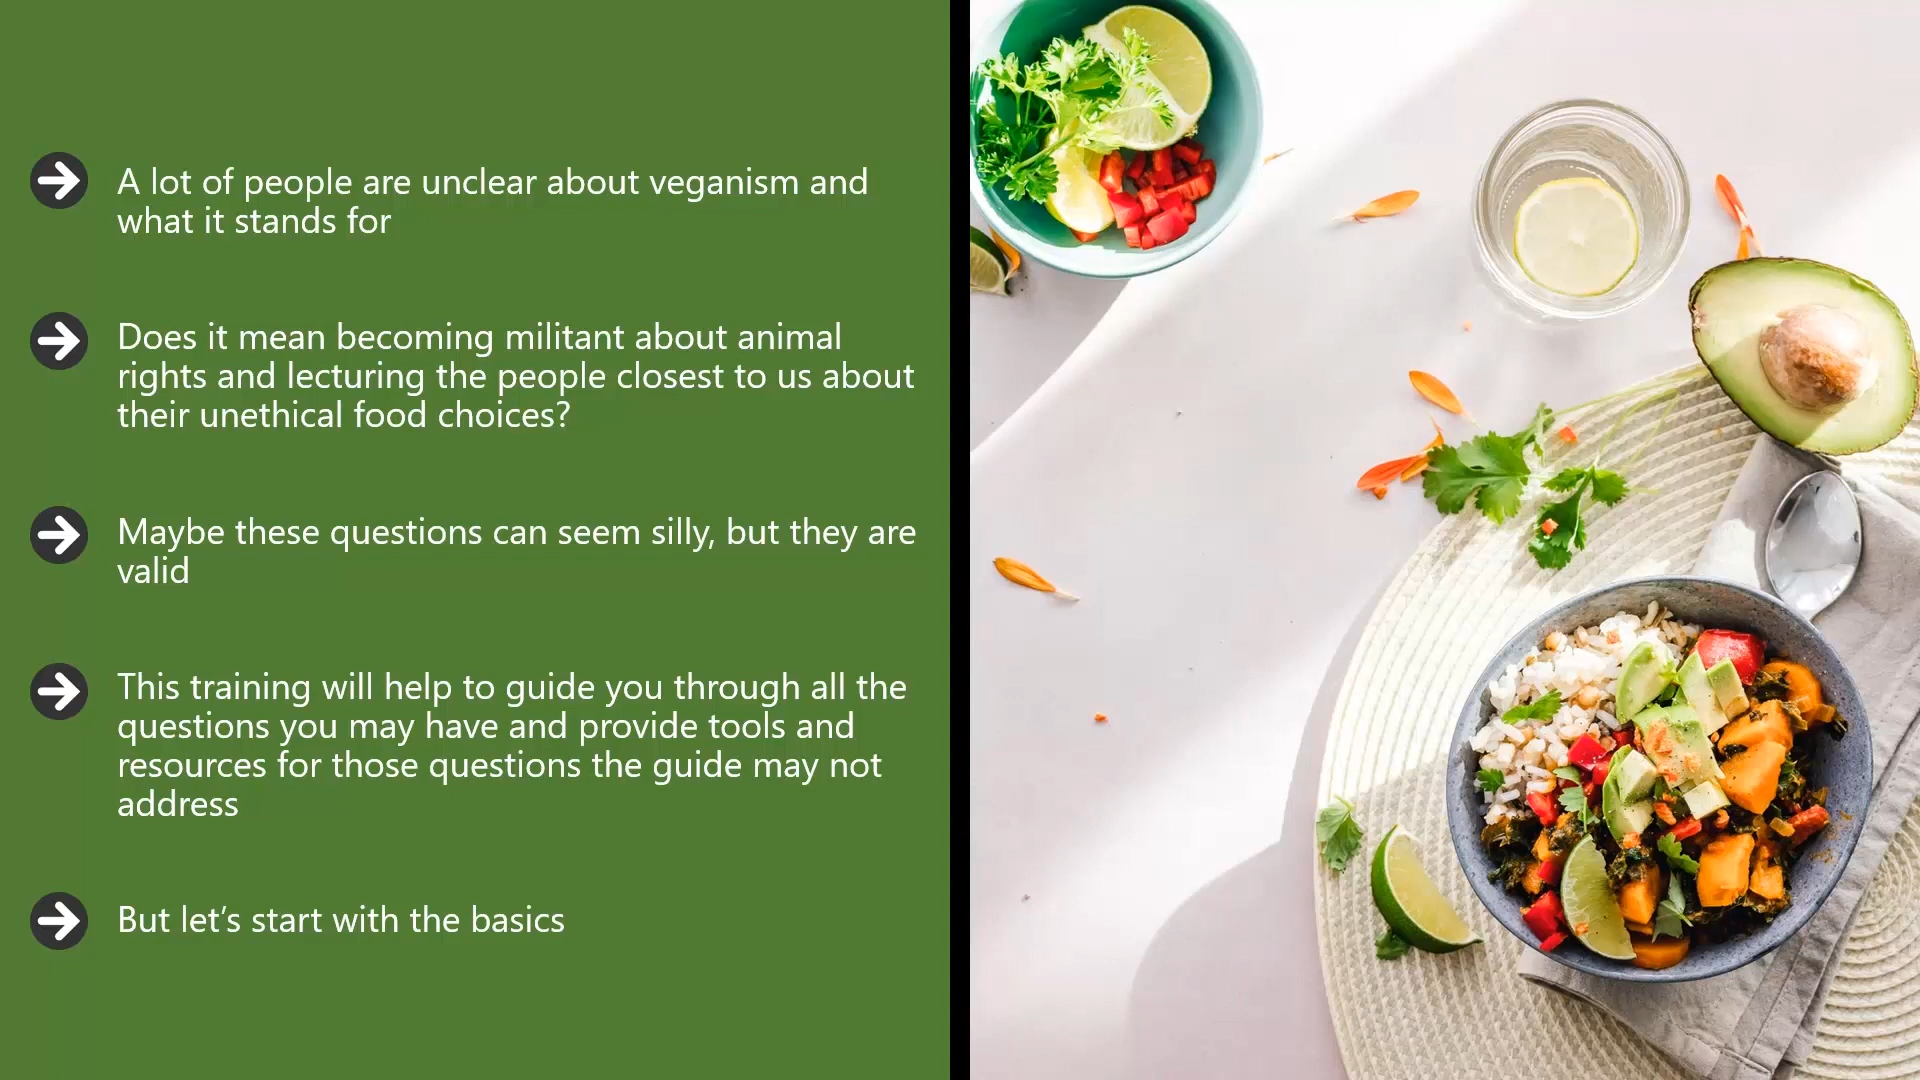 A lot of people are unclear about veganism and
what it stands for
Does it mean becoming militant about animal
rights and lecturing the people closest to us about
their unethical food choices?
Maybe these questions can seem silly, but they are
valid
This training will help to guide you through all the
questions you may have and provide tools and
resources for those questions the guide may not
address
But let’s start with the basics